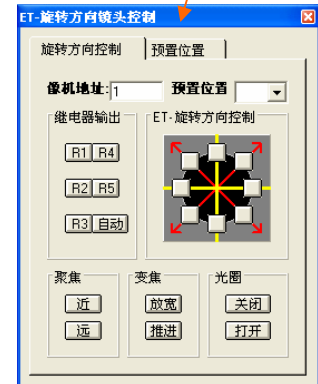 ET-旋转方向镜头控制
旋转方向控制 预置位置
像机地址: 1 预置位置
继电器输出 ET-旋转方向控制
R1 R4
R2 R5
R3 自动
聚焦 变焦 光圈
近 放宽 关闭
远 推进 打开